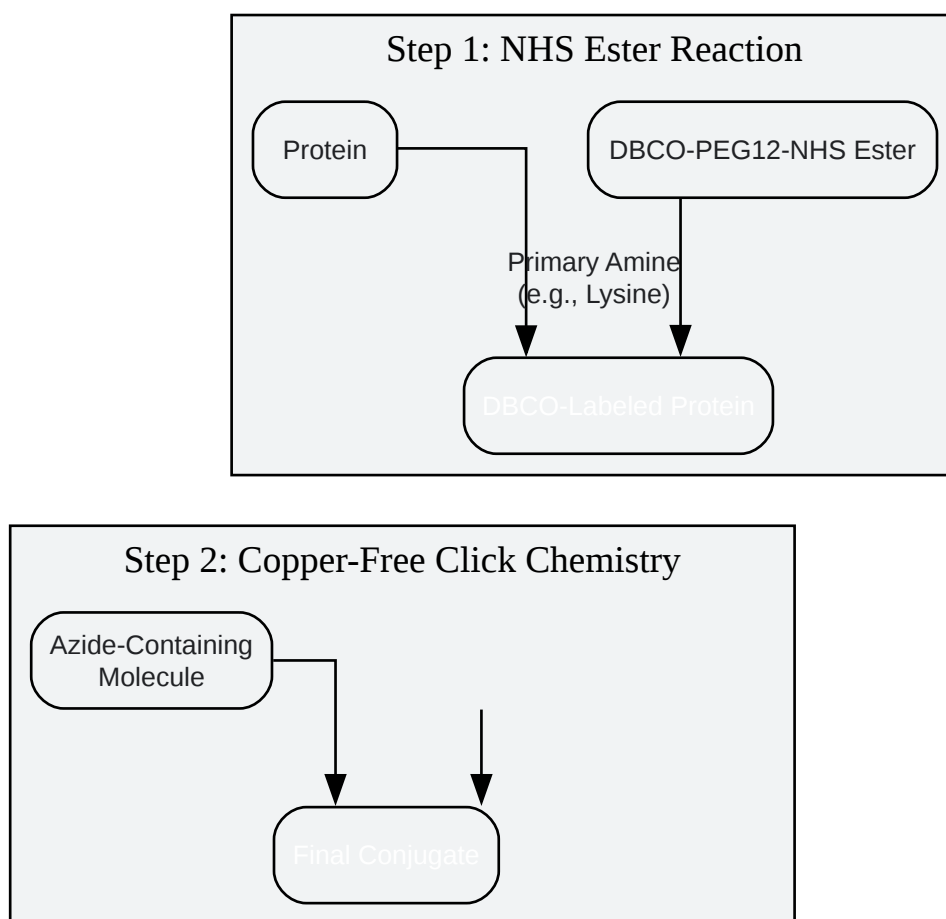 Step 1: NHS Ester Reaction
Protein
DBCO-PEG12-NHS Ester
Primary Amine
(e.g., Lysine)
DBCO-Labeled Protein
Step 2: Copper-Free Click Chemistry
Azide-Containing
Molecule
Final Conjugate